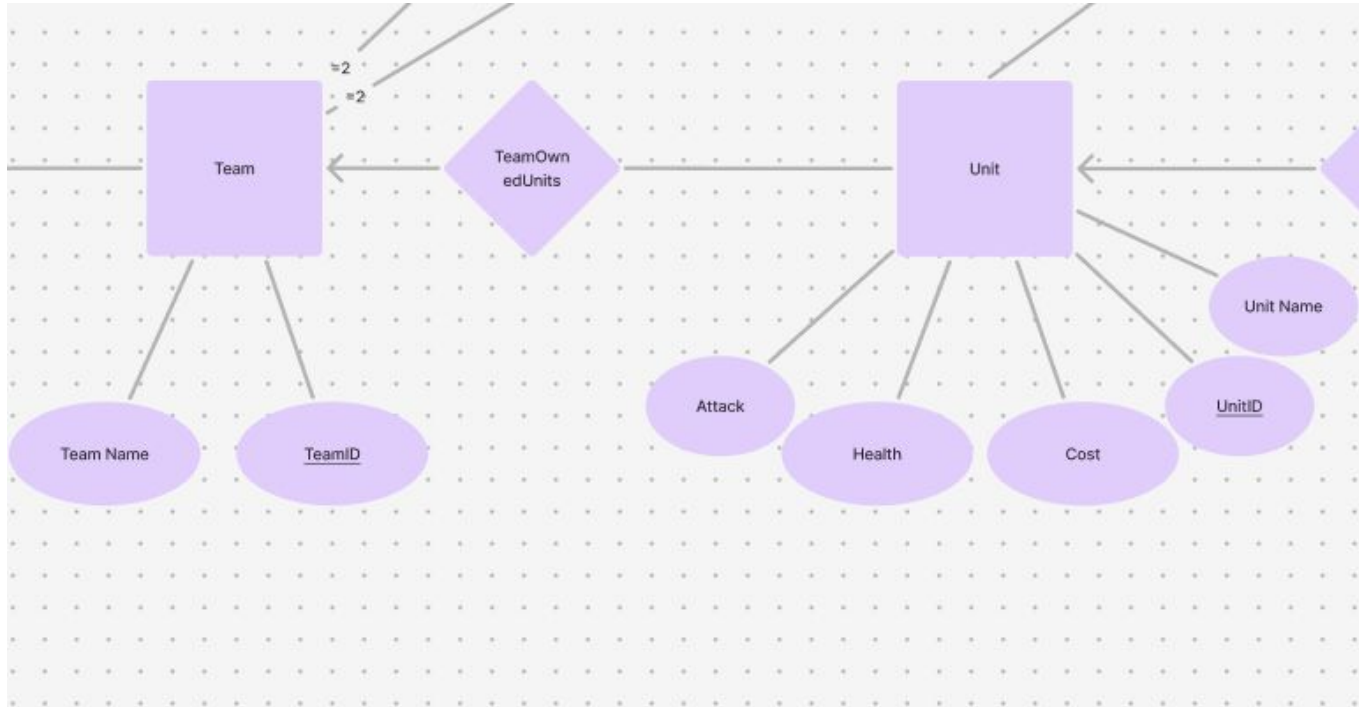 =2
=2
Team
TeamOwn
edUnits
Unit
Unit Name
Attack
UnitID
Team Name
TeamID
Health
Cost